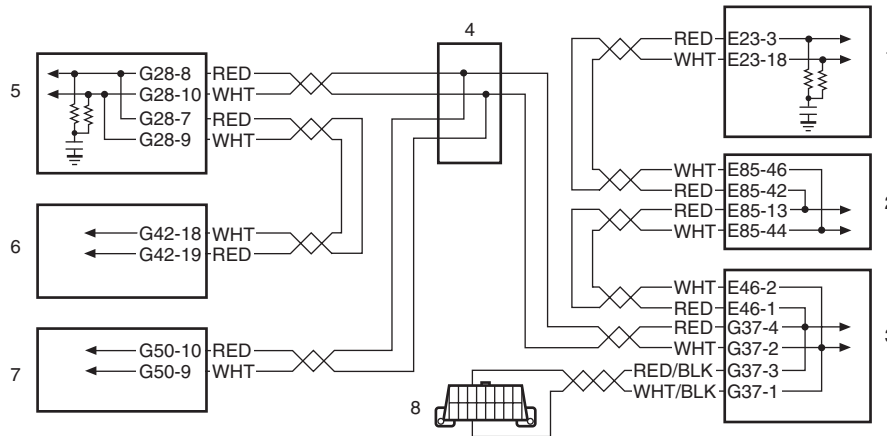 4
5
G28-8 RED
G28-10 WHT
G28-7 RED
G28-9 WHT
6
G42-18 WHT
G42-19 RED
7
G50-10 RED
G50-9 WHT
8
RED E23-3
WHT E23-18
WHT E85-46
RED E85-42
RED E85-13
WHT E85-44
2
WHT E46-2
RED E46-1
RED G37-4
WHT G37-2
RED/BLK G37-3
WHT/BLK G37-1
3